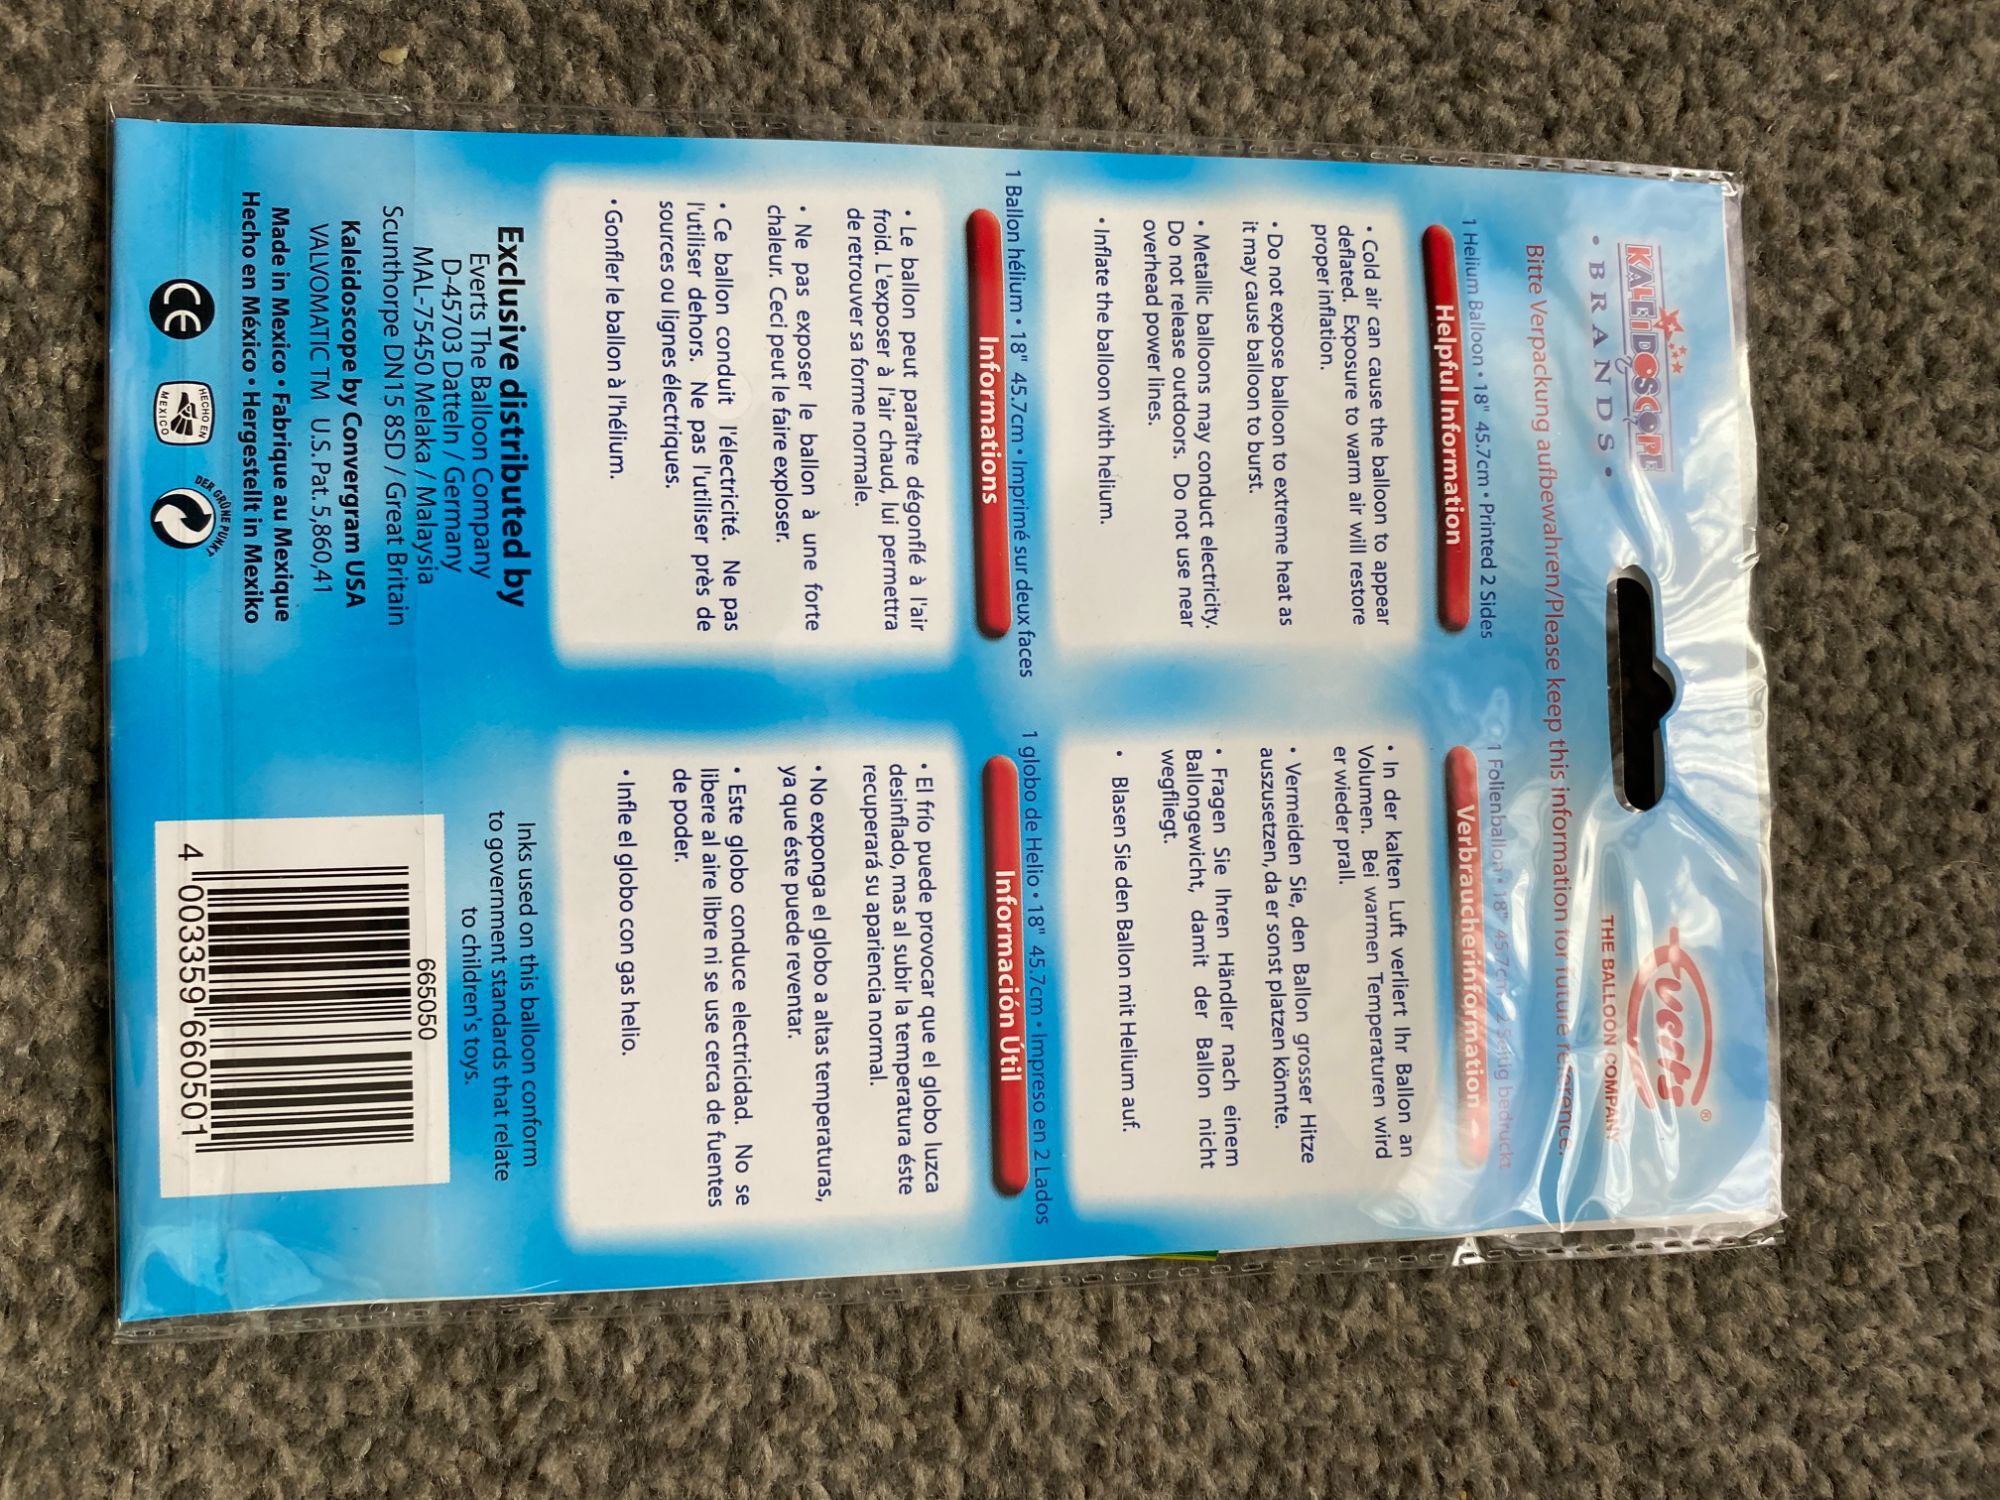 KALEIDOSCOPE
• BRANDS •
Everts®
THE BALLOON COMPANY
Bitte Verpackung aufbewahren/Please keep this information for future reference.
1 Helium Balloon • 18" 45.7cm • Printed 2 Sides
Helpful Information
• Cold air can cause the balloon to appear
deflated. Exposure to warm air will restore
proper inflation.
• Do not expose balloon to extreme heat as
it may cause balloon to burst.
• Metallic balloons may conduct electricity.
Do not release outdoors. Do not use near
overhead power lines.
• Inflate the balloon with helium.
1 Folienballon • 18" 45.7cm • 2 Seitig bedruckt
Verbraucherinformation
• In der kalten Luft verliert Ihr Ballon an
Volumen. Bei warmen Temperaturen wird
er wieder prall.
• Vermeiden Sie, den Ballon grosser Hitze
auszusetzen, da er sonst platzen könnte.
• Fragen Sie Ihren Händler nach einem
Ballongewicht, damit der Ballon nicht
wegfliegt.
• Blasen Sie den Ballon mit Helium auf.
1 Ballon hélium • 18" 45.7cm • Imprimé sur deux faces
Informations
• Le ballon peut paraître dégonflé à l'air
froid. L'exposer à l'air chaud, lui permettra
de retrouver sa forme normale.
• Ne pas exposer le ballon à une forte
chaleur. Ceci peut le faire exploser.
• Ce ballon conduit l'électricité. Ne pas
l'utiliser dehors. Ne pas l'utiliser près de
sources ou lignes électriques.
• Gonfler le ballon à l'hélium.
1 globo de Helio • 18" 45.7cm • Impreso en 2 Lados
Información Útil
• El frío puede provocar que el globo luzca
desinflado, mas al subir la temperatura éste
recuperará su apariencia normal.
• No exponga el globo a altas temperaturas,
ya que éste puede reventar.
• Este globo conduce electricidad. No se
libere al aire libre ni se use cerca de fuentes
de poder.
• Infle el globo con gas helio.
Exclusive distributed by
Everts The Balloon Company
D-45703 Datteln / Germany
MAL-75450 Melaka / Malaysia
Scunthorpe DN15 8SD / Great Britain
Kaleidoscope by Convergram USA
VALVOMATIC TM U.S. Pat. 5,860,41
Made in Mexico • Fabrique au Mexique
Hecho en México • Hergestellt in Mexiko
CE
HECHO EN
MEXICO
DER GRÜNE PUNKT
Inks used on this balloon conform
to government standards that relate
to children's toys.
665050
4 003359 660501